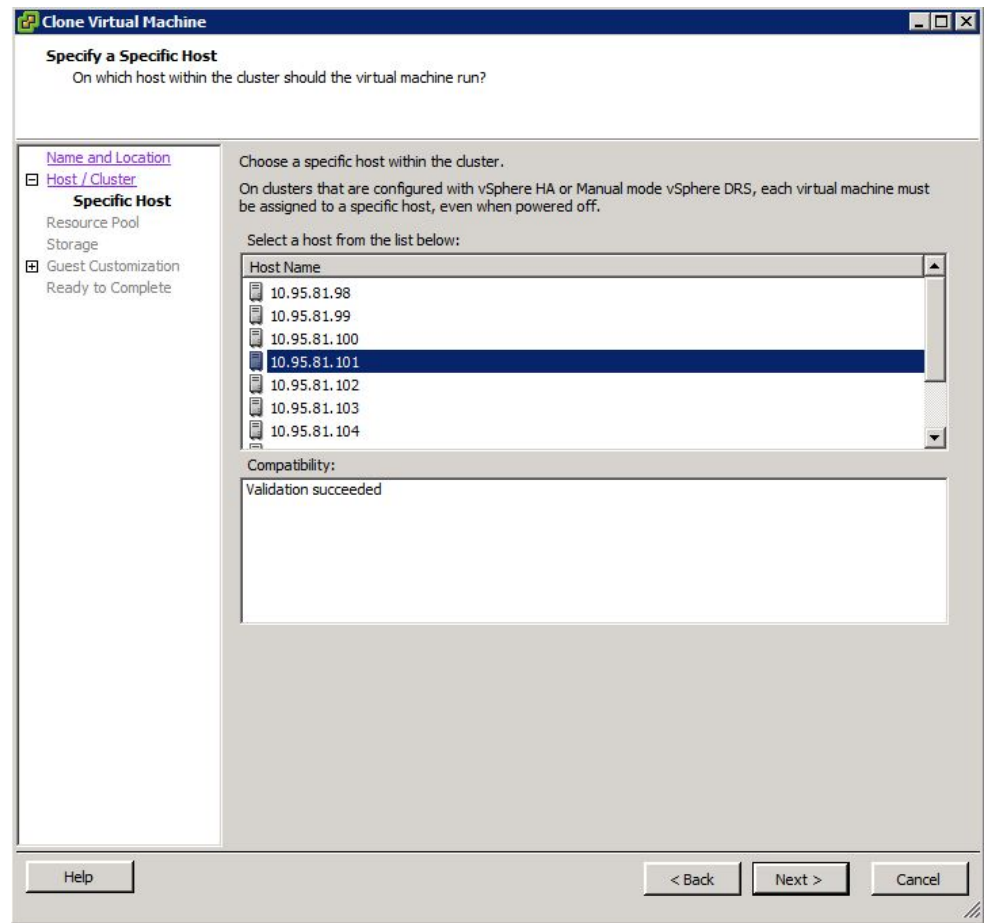 Clone Virtual Machine
Specify a Specific Host
On which host within the cluster should the virtual machine run?
Name and Location
Host / Cluster
Specific Host
Resource Pool
Storage
Guest Customization
Ready to Complete
Choose a specific host within the cluster.
On clusters that are configured with vSphere HA or Manual mode vSphere DRS, each virtual machine must
be assigned to a specific host, even when powered off.
Select a host from the list below:
Host Name
10.95.81.98
10.95.81.99
10.95.81.100
10.95.81.101
10.95.81.102
10.95.81.103
10.95.81.104
Compatibility:
Validation succeeded
Help
< Back
Next >
Cancel